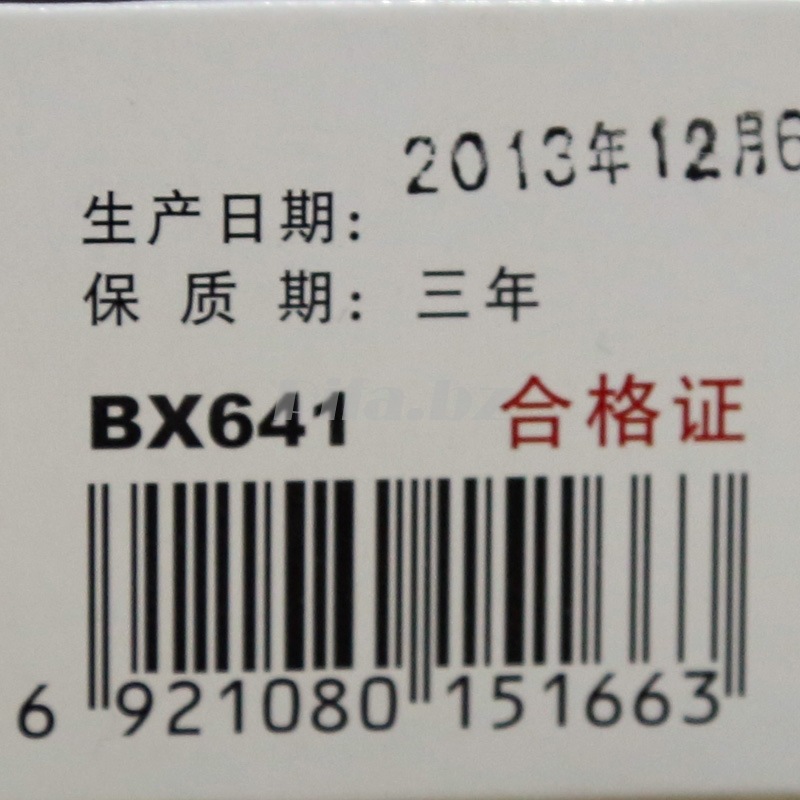 2013年12月6
生产日期：
保质期：三年
BX641 合格证
6 921080 151663